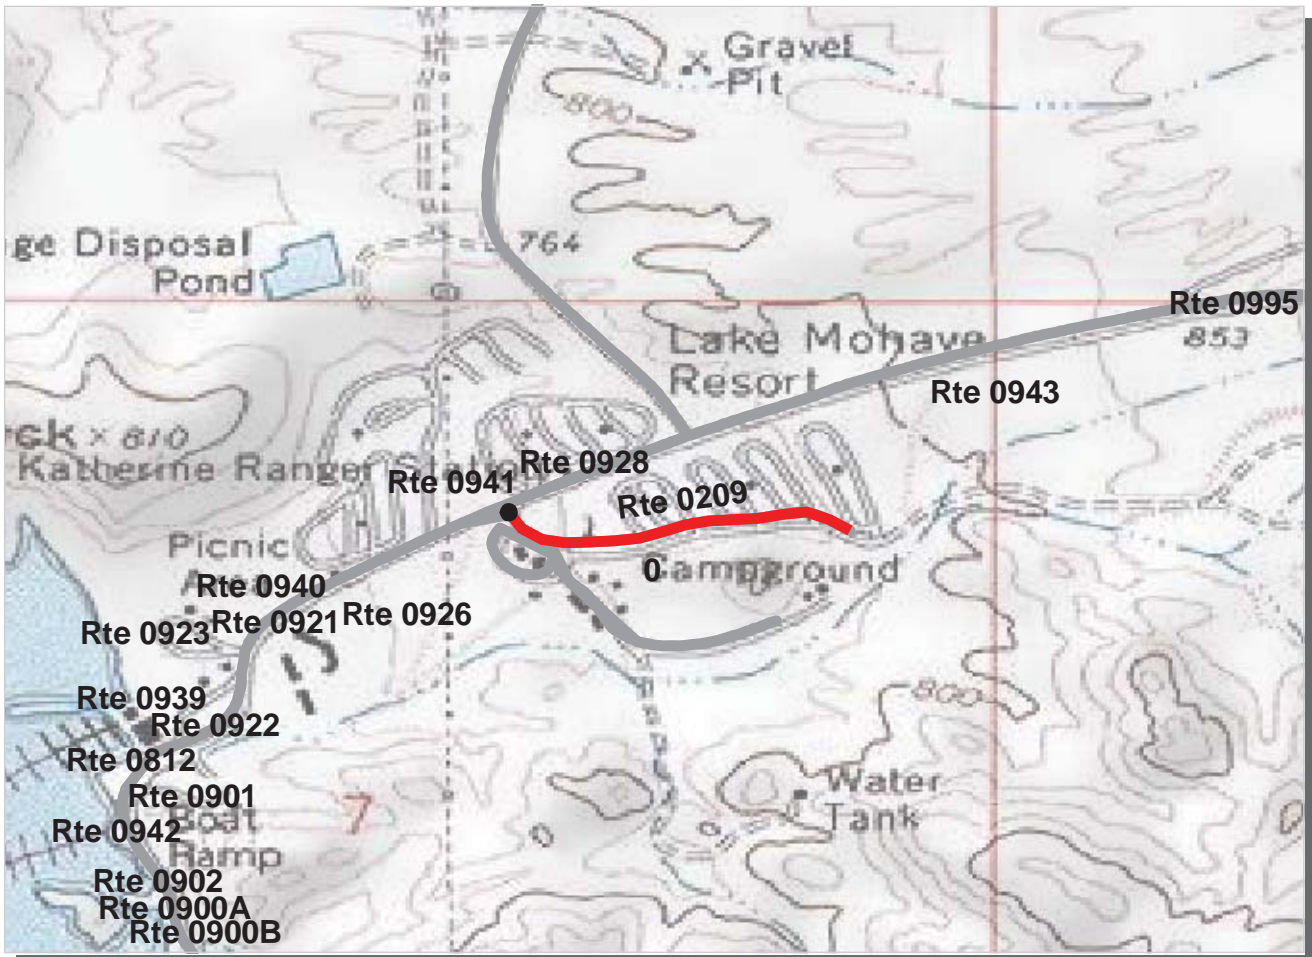 Gravel
Pit
800
ge Disposal
Pond
764
Rte 0995
853
Lake Mohave
Resort
Rte 0943
ck × 810
Katherine Ranger Station
Rte 0928
Rte 0941
Rte 0209
Picnic
Rte 0940
0
Campground
Rte 0921
Rte 0926
Rte 0923
Rte 0939
Rte 0922
800
Rte 0812
Water
Tank
Rte 0901
7
Boat
Ramp
Rte 0942
Rte 0902
Rte 0900A
Rte 0900B